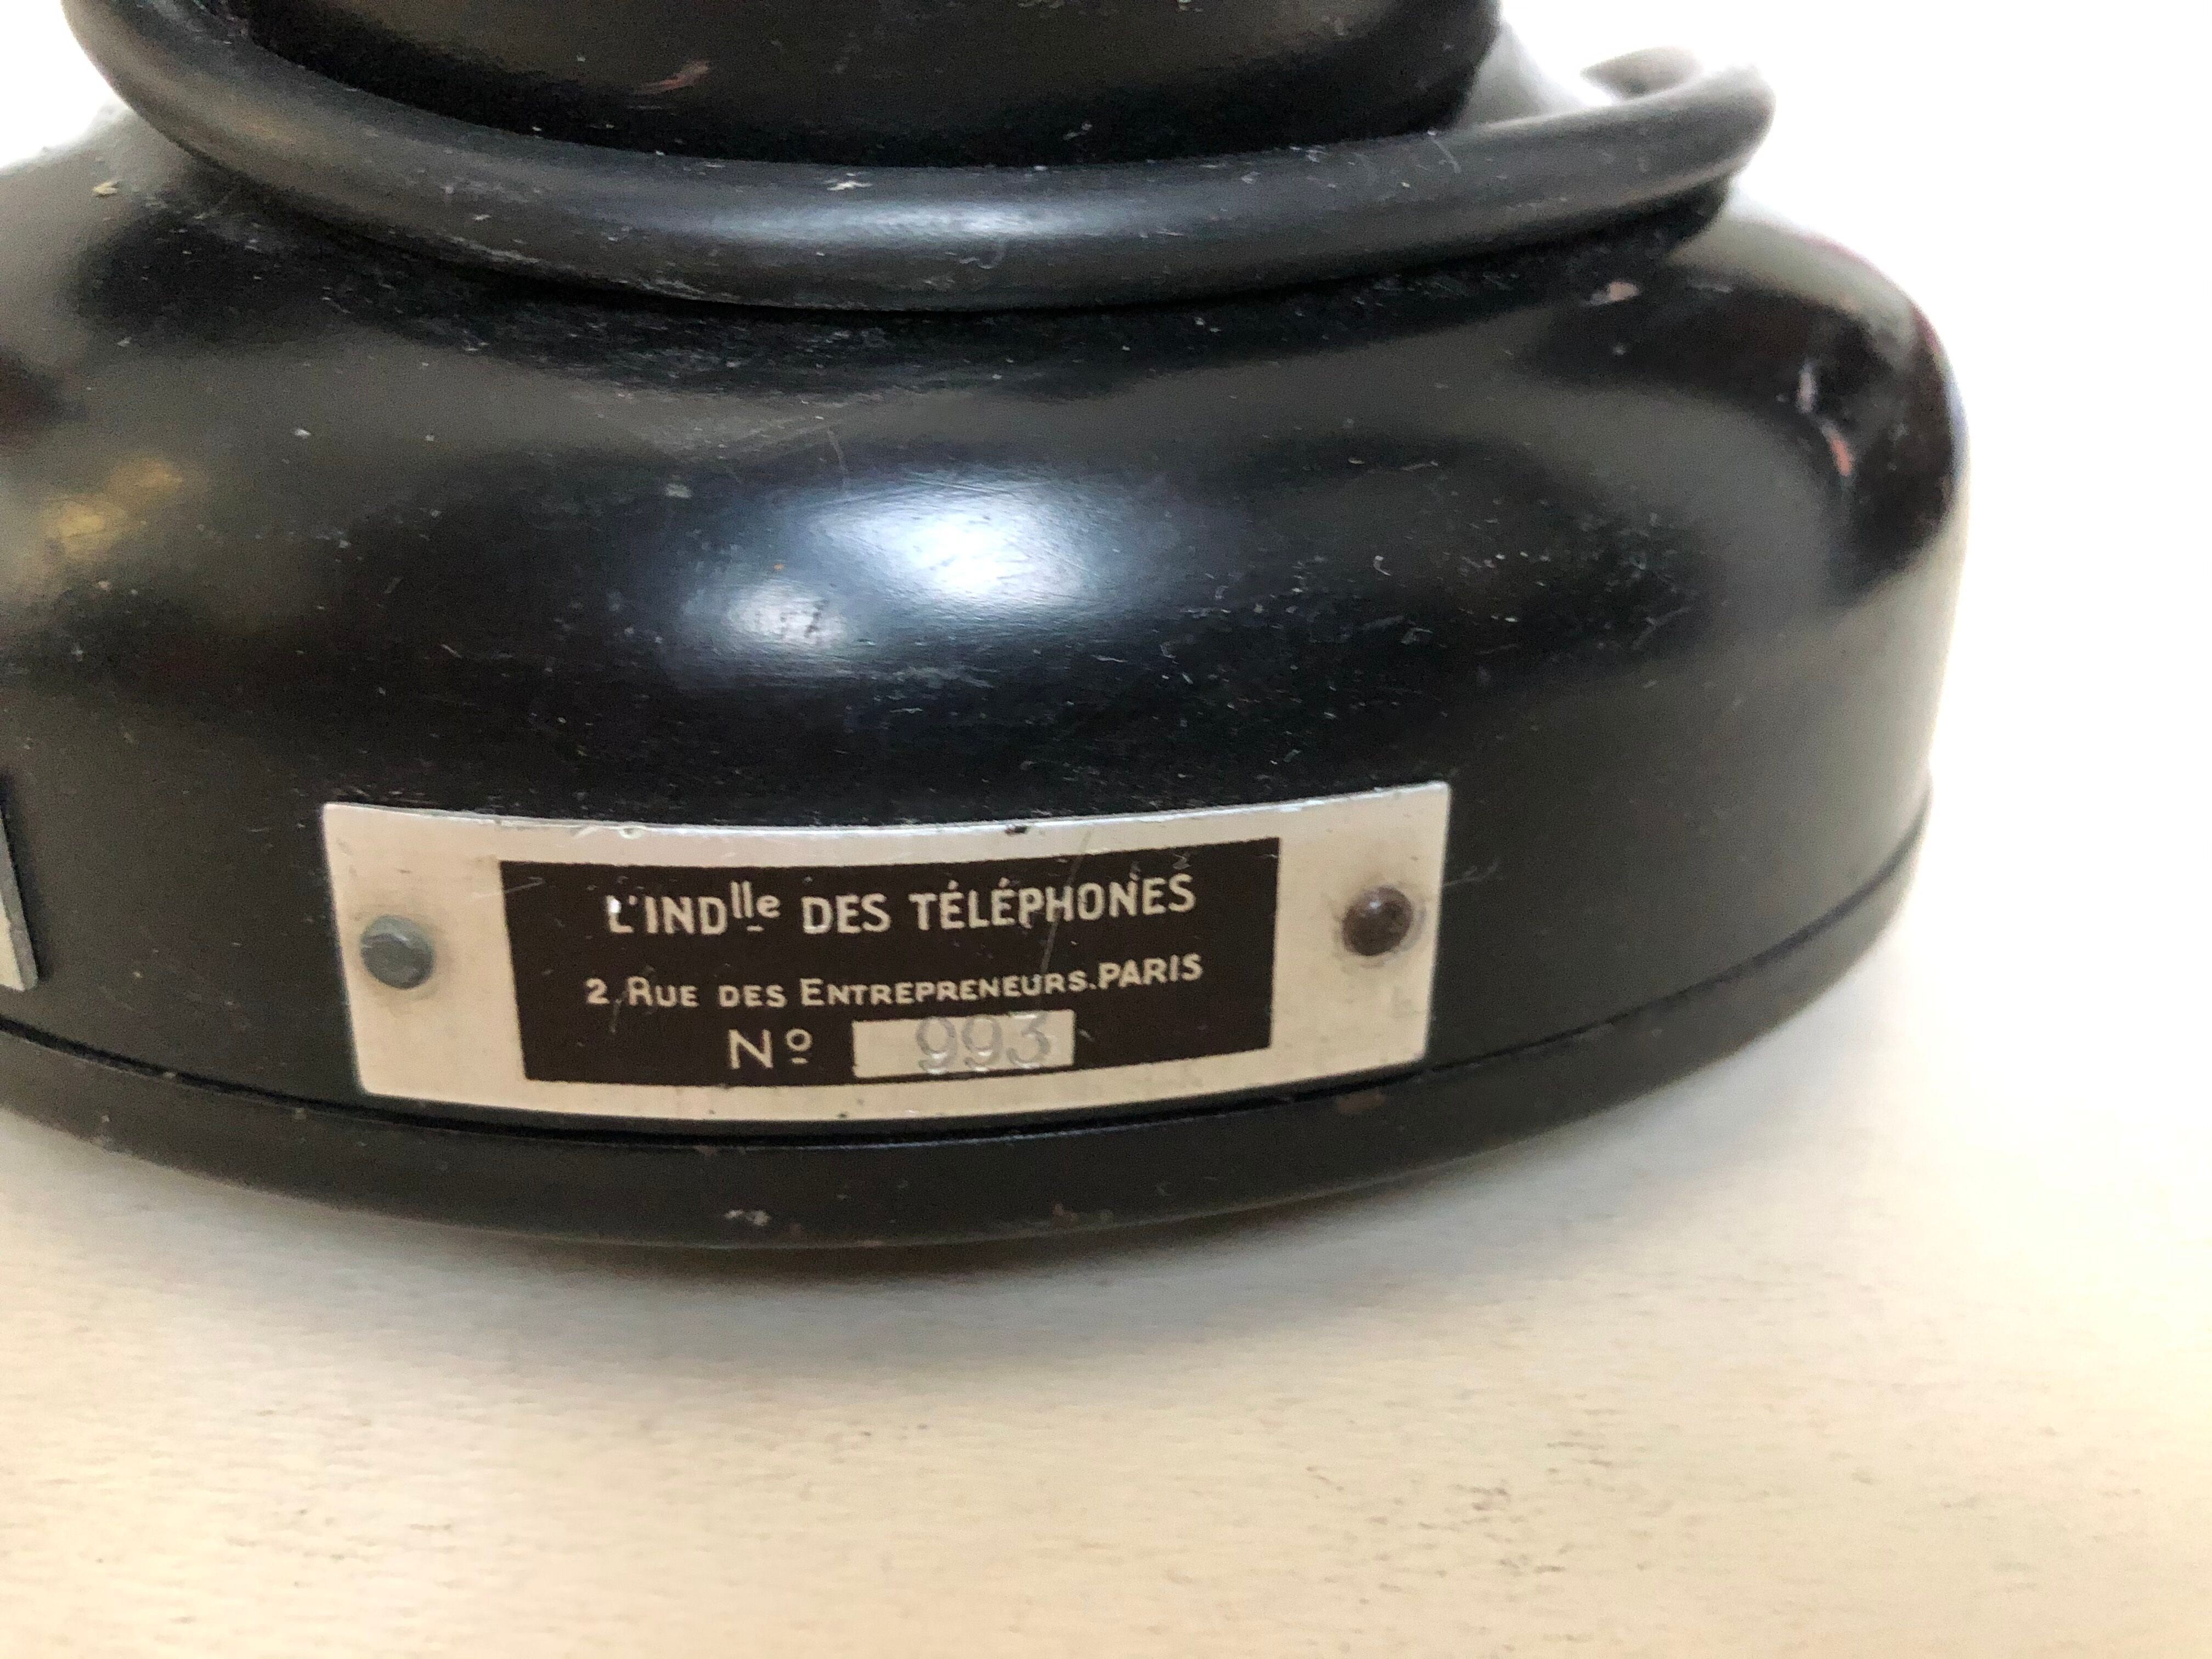 L'INDlle DES TÉLÉPHONES
2, RUE DES ENTREPRENEURS. PARIS
Nº 993